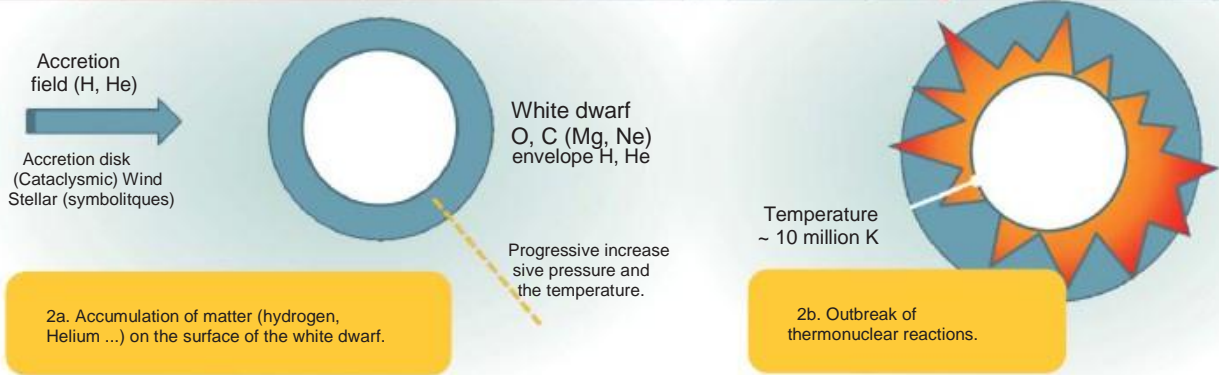 Accretion
field (H, He)
Accretion disk
(Cataclysmic) Wind
Stellar (symbolitques)
White dwarf
O, C (Mg, Ne)
envelope H, He
Progressive increase
sive pressure and
the temperature.
2a. Accumulation of matter (hydrogen,
Helium ...) on the surface of the white dwarf.
Temperature
~ 10 million K
2b. Outbreak of
thermonuclear reactions.